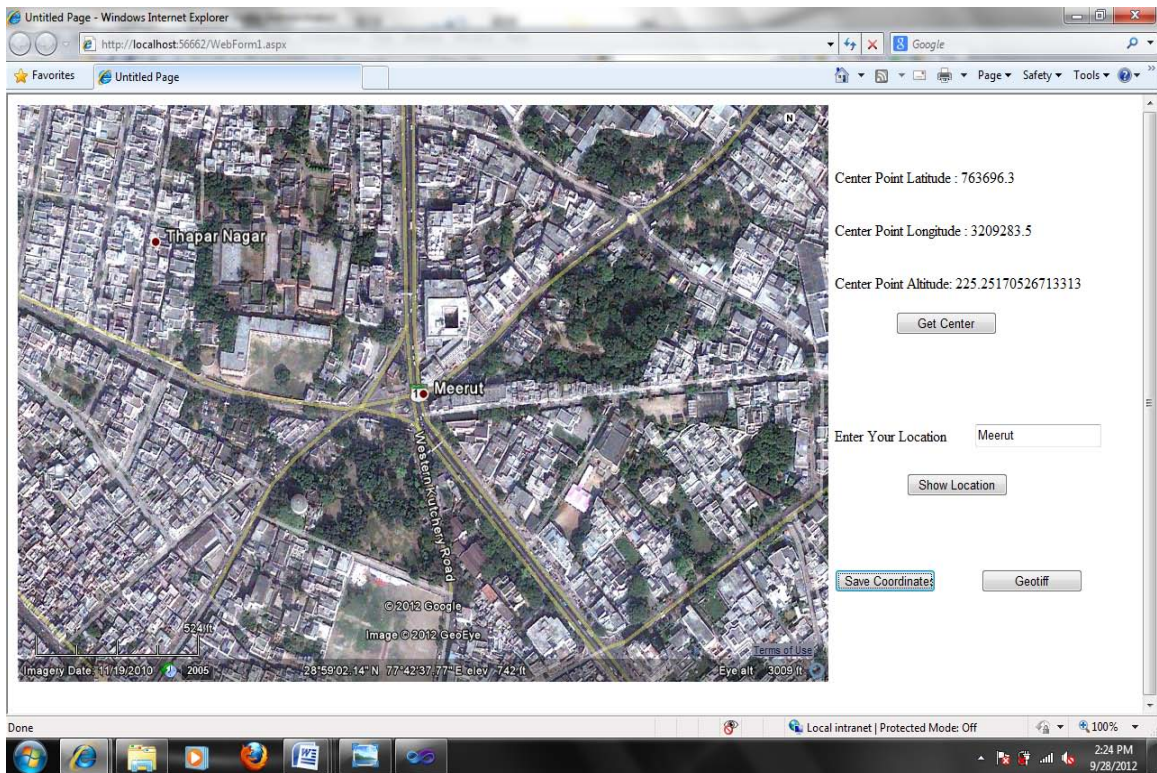 Untitled Page - Windows Internet Explorer
http://localhost:56662/WebForm1.aspx
Google
Favorites
Untitled Page
Page
Safety
Tools
N
Thapar Nagar
Meerut
Western Kutchery Road
© 2012 Google
Image © 2012 GeoEye
524 ft
Terms of Use
Imagery Date: 11/19/2010
2005
28°59'02.14" N 77°42'37.77" E elev 742 ft
Eye alt 3009 ft
Center Point Latitude : 763696.3
Center Point Longitude : 3209283.5
Center Point Altitude: 225.25170526713313
Get Center
Enter Your Location
Meerut
Show Location
Save Coordinates
Geotiff
Done
Local intranet | Protected Mode: Off
100%
2:24 PM
9/28/2012